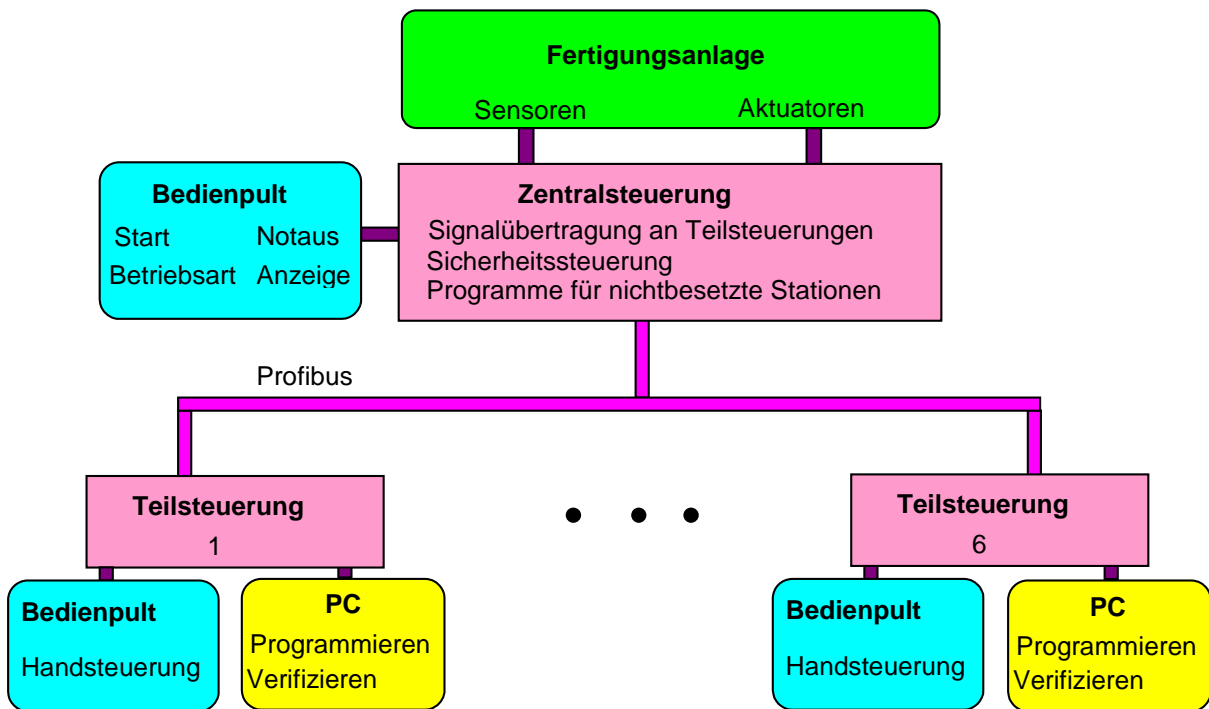 Fertigungsanlage
Sensoren Aktuatoren
Bedienpult
Start Notaus
Betriebsart Anzeige
Zentralsteuerung
Signalübertragung an Teilsteuerungen
Sicherheitssteuerung
Programme für nichtbesetzte Stationen
Profibus
Teilsteuerung
1
Teilsteuerung
6
Bedienpult
Handsteuerung
PC
Programmieren
Verifizieren
Bedienpult
Handsteuerung
PC
Programmieren
Verifizieren